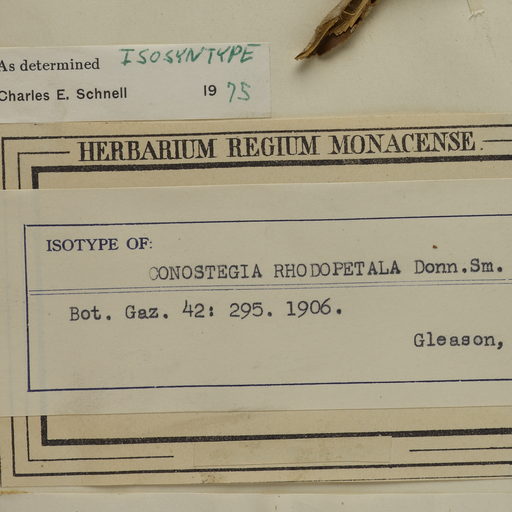 As determined ISOSYNTYPE
Charles E. Schnell 19 75
HERBARIUM REGIUM MONACENSE.
ISOTYPE OF:
CONOSTEGIA RHODOPETALA Donn.Sm.
Bot. Gaz. 42: 295. 1906.
Gleason,